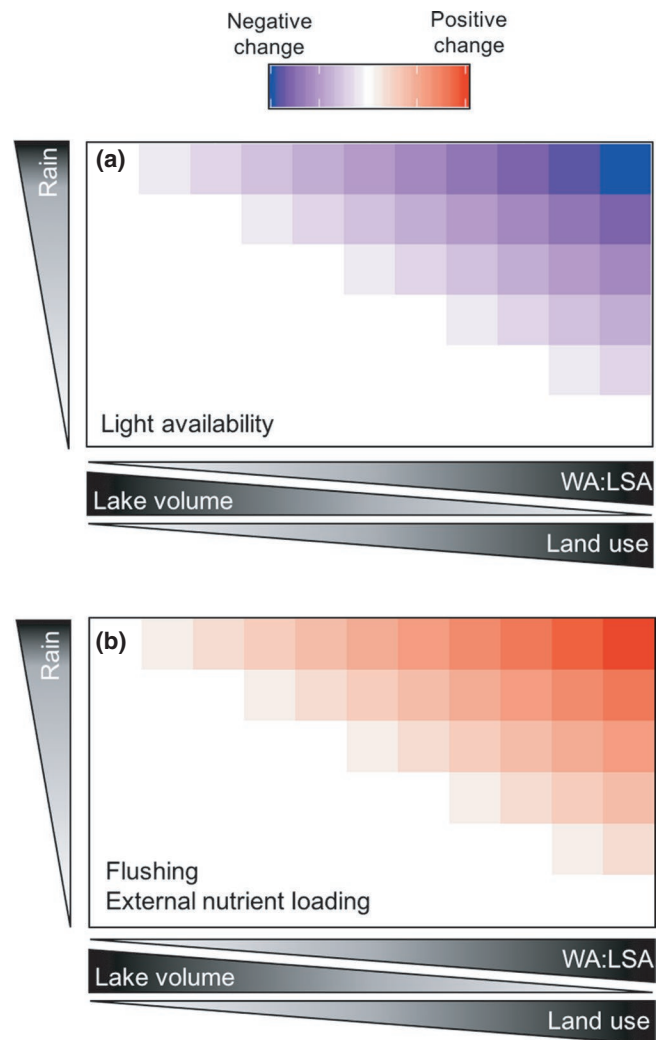 Negative change
Positive change
(a)
Rain
Light availability
WA:LSA
Lake volume
Land use
(b)
Rain
Flushing
External nutrient loading
WA:LSA
Lake volume
Land use